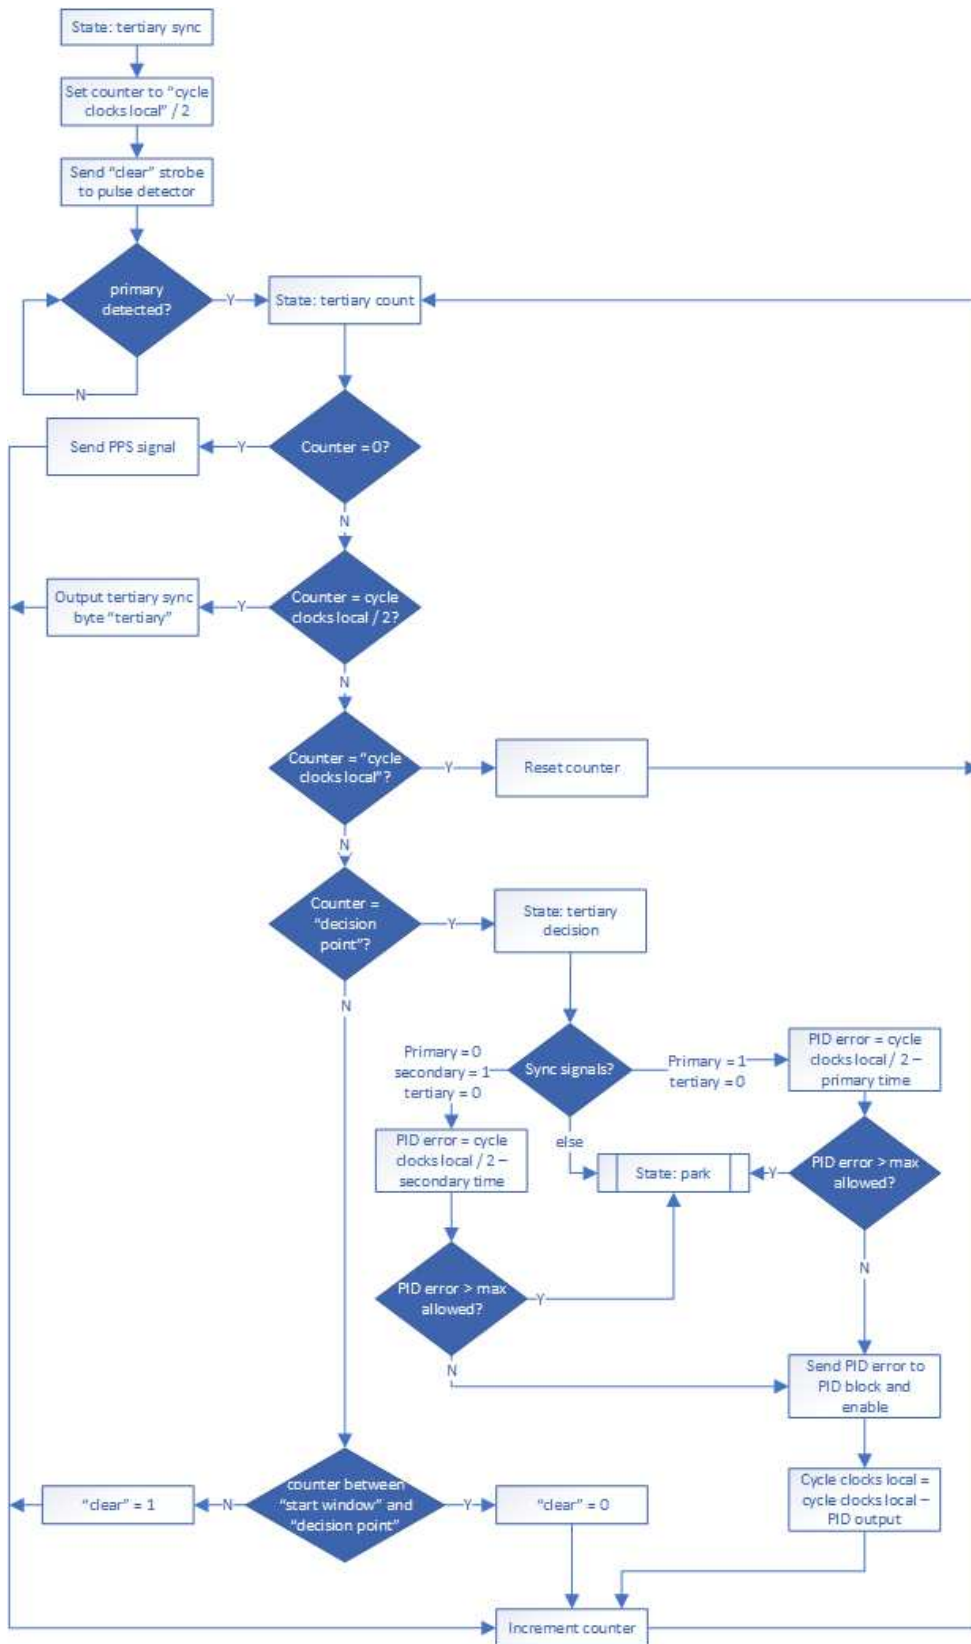 State: tertiary sync
Set counter to “cycle
clocks local” / 2
Send “clear” strobe
to pulse detector
primary
detected?
Y
State: tertiary count
N
Send PPS signal
Y
Counter = 0?
N
Output tertiary sync
byte “tertiary”
Y
Counter = cycle
clocks local / 2?
N
Counter = “cycle
clocks local”?
Y
Reset counter
N
Counter =
“decision
point”?
Y
State: tertiary
decision
N
Primary = 0
secondary = 1
tertiary = 0
Sync signals?
Primary = 1
tertiary = 0
PID error = cycle
clocks local / 2 –
primary time
else
PID error = cycle
clocks local / 2 –
secondary time
State: park
Y
PID error > max
allowed?
N
PID error > max
allowed?
Y
N
Send PID error to
PID block and
enable
“clear” = 1
N
counter between
“start window” and
“decision point”
Y
“clear” = 0
Cycle clocks local =
cycle clocks local –
PID output
Increment counter